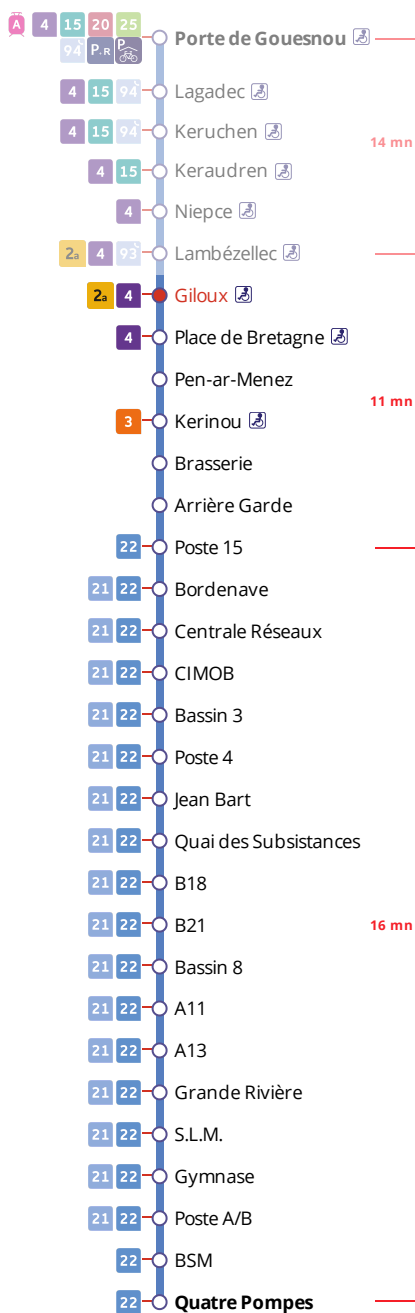 A 4 15 20 25
94 P.R P
Porte de Gouesnou
4 15 94 Lagadec
4 15 94 Keruchen
14 mn
4 15 Keraudren
4 Niepce
2a 4 93 Lambézellec
2a 4 Giloux
4 Place de Bretagne
Pen-ar-Menez
11 mn
3 Kerinou
Brasserie
Arrière Garde
22 Poste 15
21 22 Bordenave
21 22 Centrale Réseaux
21 22 CIMOB
21 22 Bassin 3
21 22 Poste 4
21 22 Jean Bart
21 22 Quai des Subsistances
21 22 B18
21 22 B21
16 mn
21 22 Bassin 8
21 22 A11
21 22 A13
21 22 Grande Rivière
21 22 S.L.M.
21 22 Gymnase
21 22 Poste A/B
22 BSM
22 Quatre Pompes